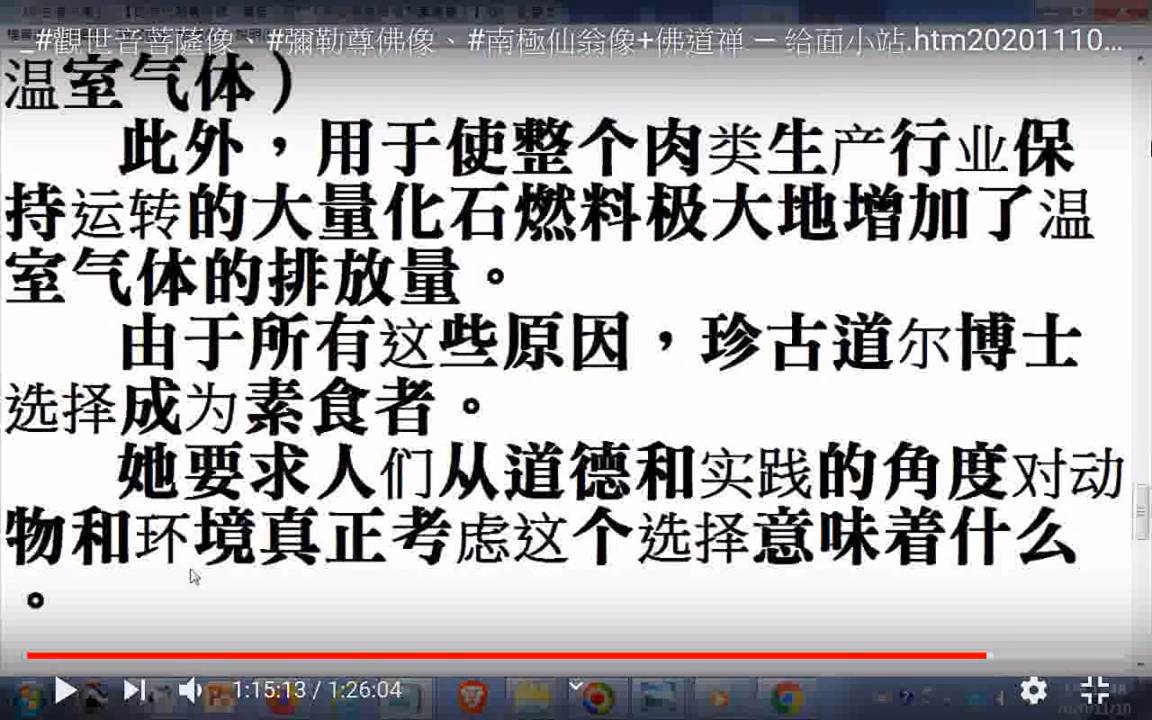 _#觀世音菩薩像、#彌勒尊佛像、#南極仙翁像+佛道禅 — 给面小站.htm20201110...
温室气体）
此外，用于使整个肉类生产行业保
持运转的大量化石燃料极大地增加了温
室气体的排放量。
由于所有这些原因，珍古道尔博士
选择成为素食者。
她要求人们从道德和实践的角度对动
物和环境真正考虑这个选择意味着什么
。
1:15:13 / 1:26:04